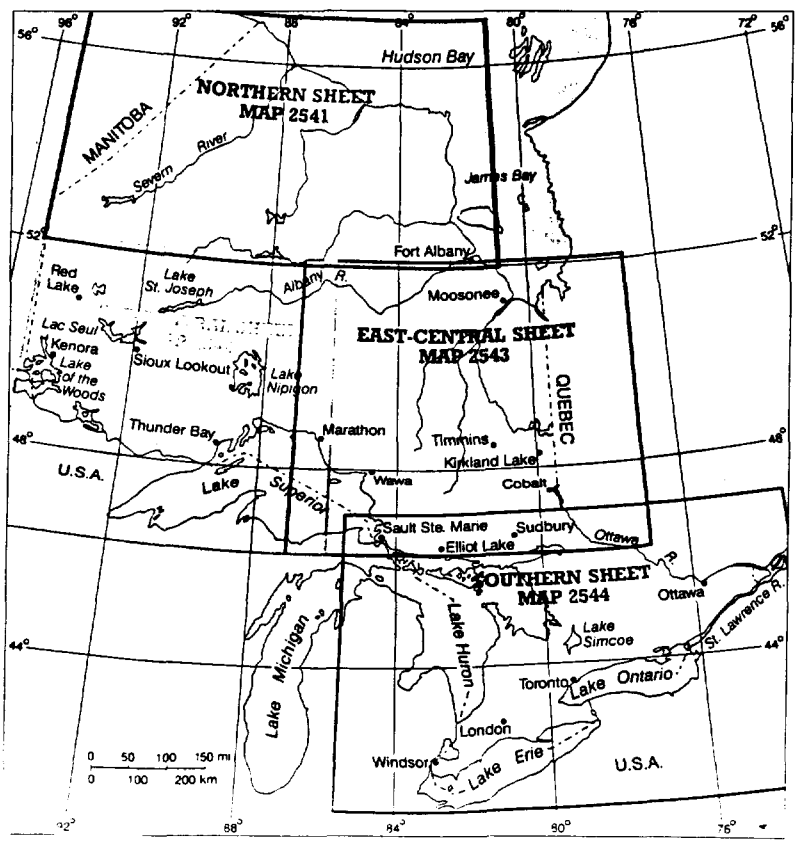 96°
92°
88
84°
80°
76°
72°
56°
56°
Hudson Bay
NORTHERN SHEET
MAP 2541
MANITOBA
Severn River
James Bay
52°
52°
Fort Albany
Albany R.
Red
Lake
Lake
St. Joseph
Moosonee
Lac Seul
EAST-CENTRAL SHEET
MAP 2543
Kenora
Sioux Lookout
Lake
of the
Woods
Lake
Nipigon
QUEBEC
Thunder Bay
Marathon
Timmins
48°
48°
Kirkland Lake
U.S.A.
Lake Superior
Wawa
Cobalt
Sault Ste. Marie
Sudbury
Ottawa R.
Elliot Lake
SOUTHERN SHEET
MAP 2544
Ottawa
St. Lawrence R.
Lake Huron
Lake
Simcoe
44°
44°
Lake Michigan
Toronto
Lake Ontario
London
0 50 100 150 mi
0 100 200 km
Windsor
Lake Erie
U.S.A.
92°
88°
84°
80°
76°